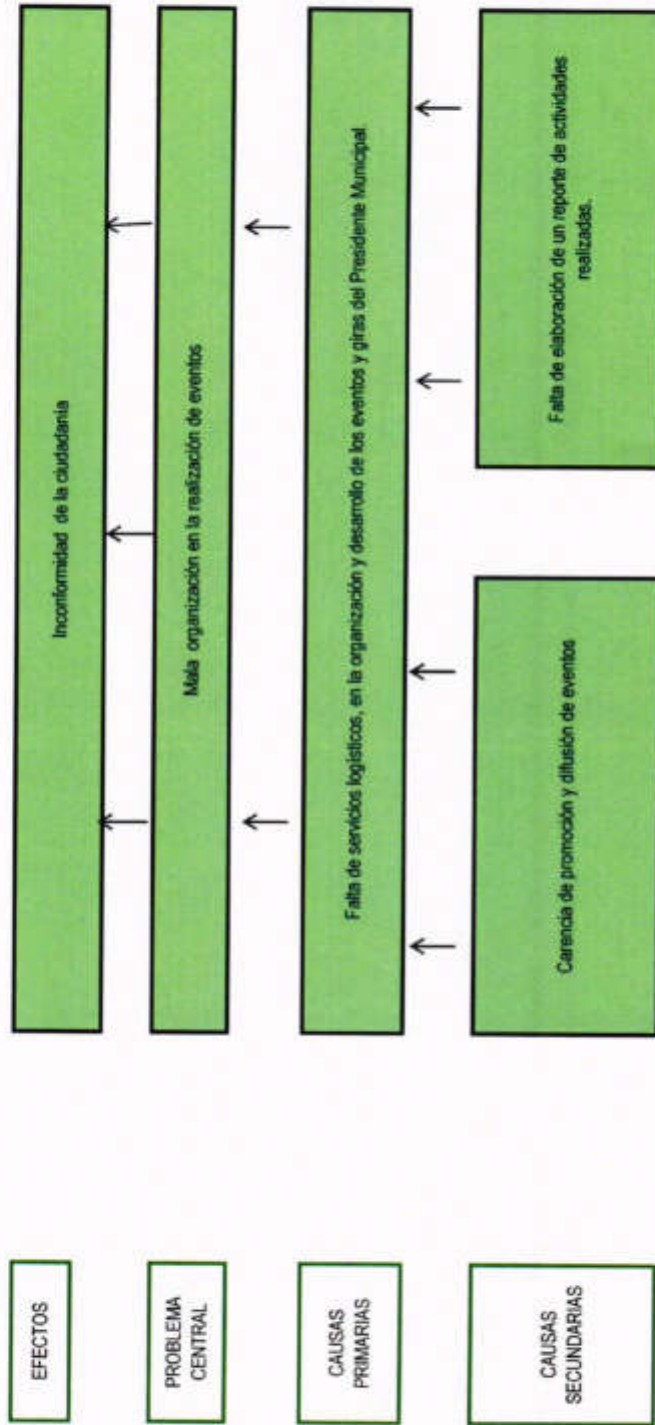 EFECTOS
Inconformidad de la ciudadanía
PROBLEMA
CENTRAL
Mala organización en la realización de eventos
CAUSAS
PRIMARIAS
Falta de servicios logísticos, en la organización y desarrollo de los eventos y giras del Presidente Municipal.
CAUSAS
SECUNDARIAS
Carencia de promoción y difusión de eventos
Falta de elaboración de un reporte de actividades
realizadas.